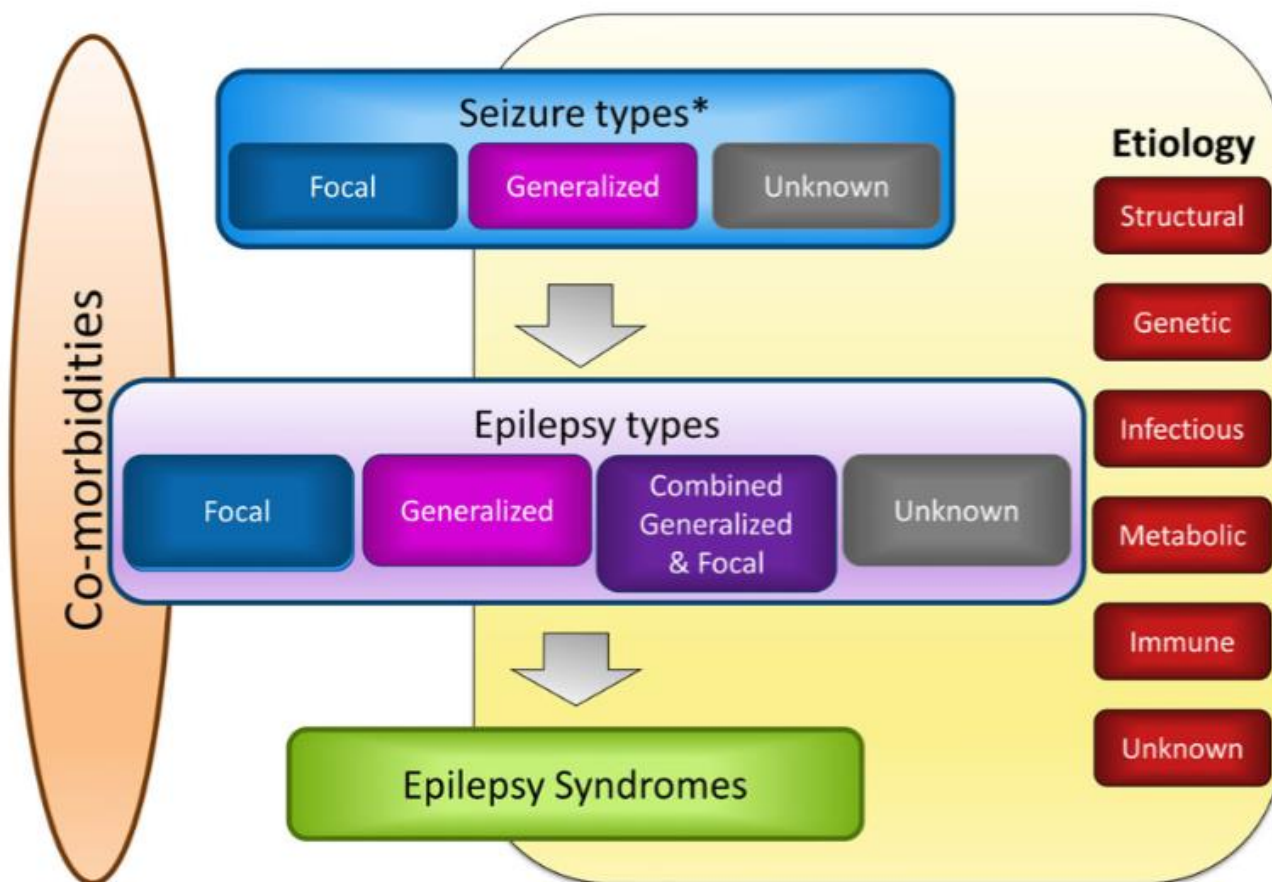 Co-morbidities
Seizure types*
Focal
Generalized
Unknown
Epilepsy types
Focal
Generalized
Combined
Generalized
& Focal
Unknown
Epilepsy Syndromes
Etiology
Structural
Genetic
Infectious
Metabolic
Immune
Unknown